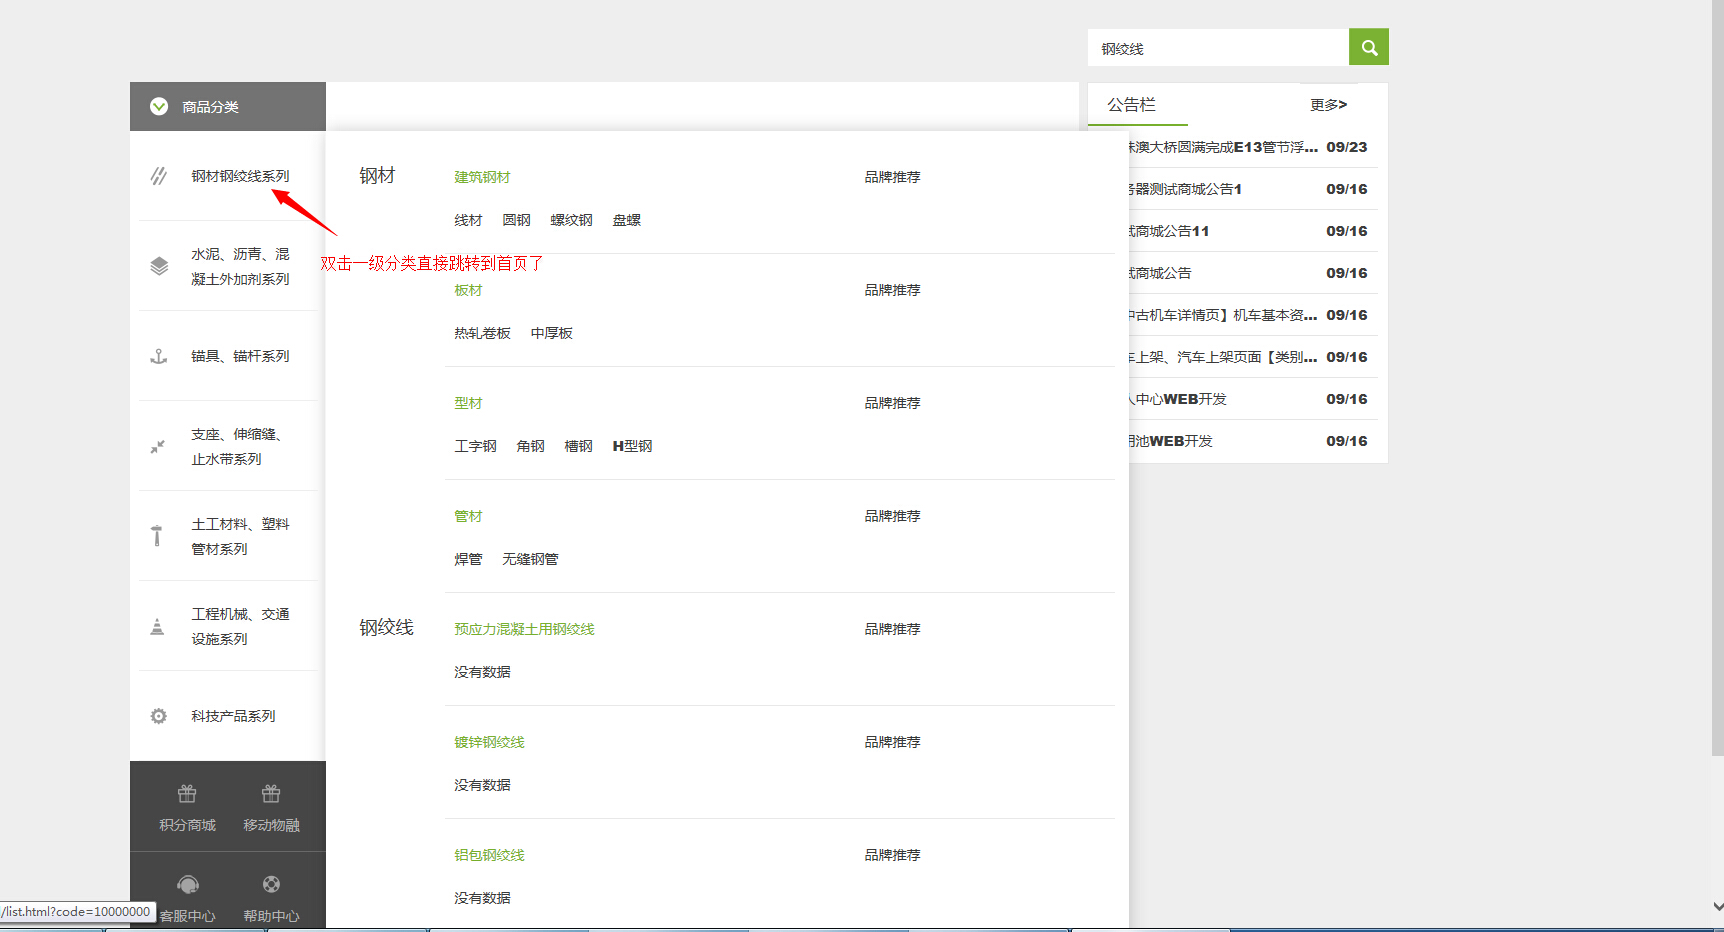 钢绞线
商品分类
公告栏
更多>
钢材钢绞线系列
水泥、沥青、混
凝土外加剂系列
锚具、锚杆系列
支座、伸缩缝、
止水带系列
土工材料、塑料
管材系列
工程机械、交通
设施系列
科技产品系列
积分商城
移动物融
客服中心
帮助中心
/list.html?code=10000000
双击一级分类直接跳转到首页了
钢材
建筑钢材
品牌推荐
线材 圆钢 螺纹钢 盘螺
板材
品牌推荐
热轧卷板 中厚板
型材
品牌推荐
工字钢 角钢 槽钢 H型钢
管材
品牌推荐
焊管 无缝钢管
钢绞线
预应力混凝土用钢绞线
品牌推荐
没有数据
镀锌钢绞线
品牌推荐
没有数据
铝包钢绞线
品牌推荐
没有数据
澳大桥圆满完成E13管节浮... 09/23
器测试商城公告1 09/16
商城公告11 09/16
商城公告 09/16
古机车详情页】机车基本资... 09/16
上架、汽车上架页面【类别... 09/16
中心WEB开发 09/16
池WEB开发 09/16